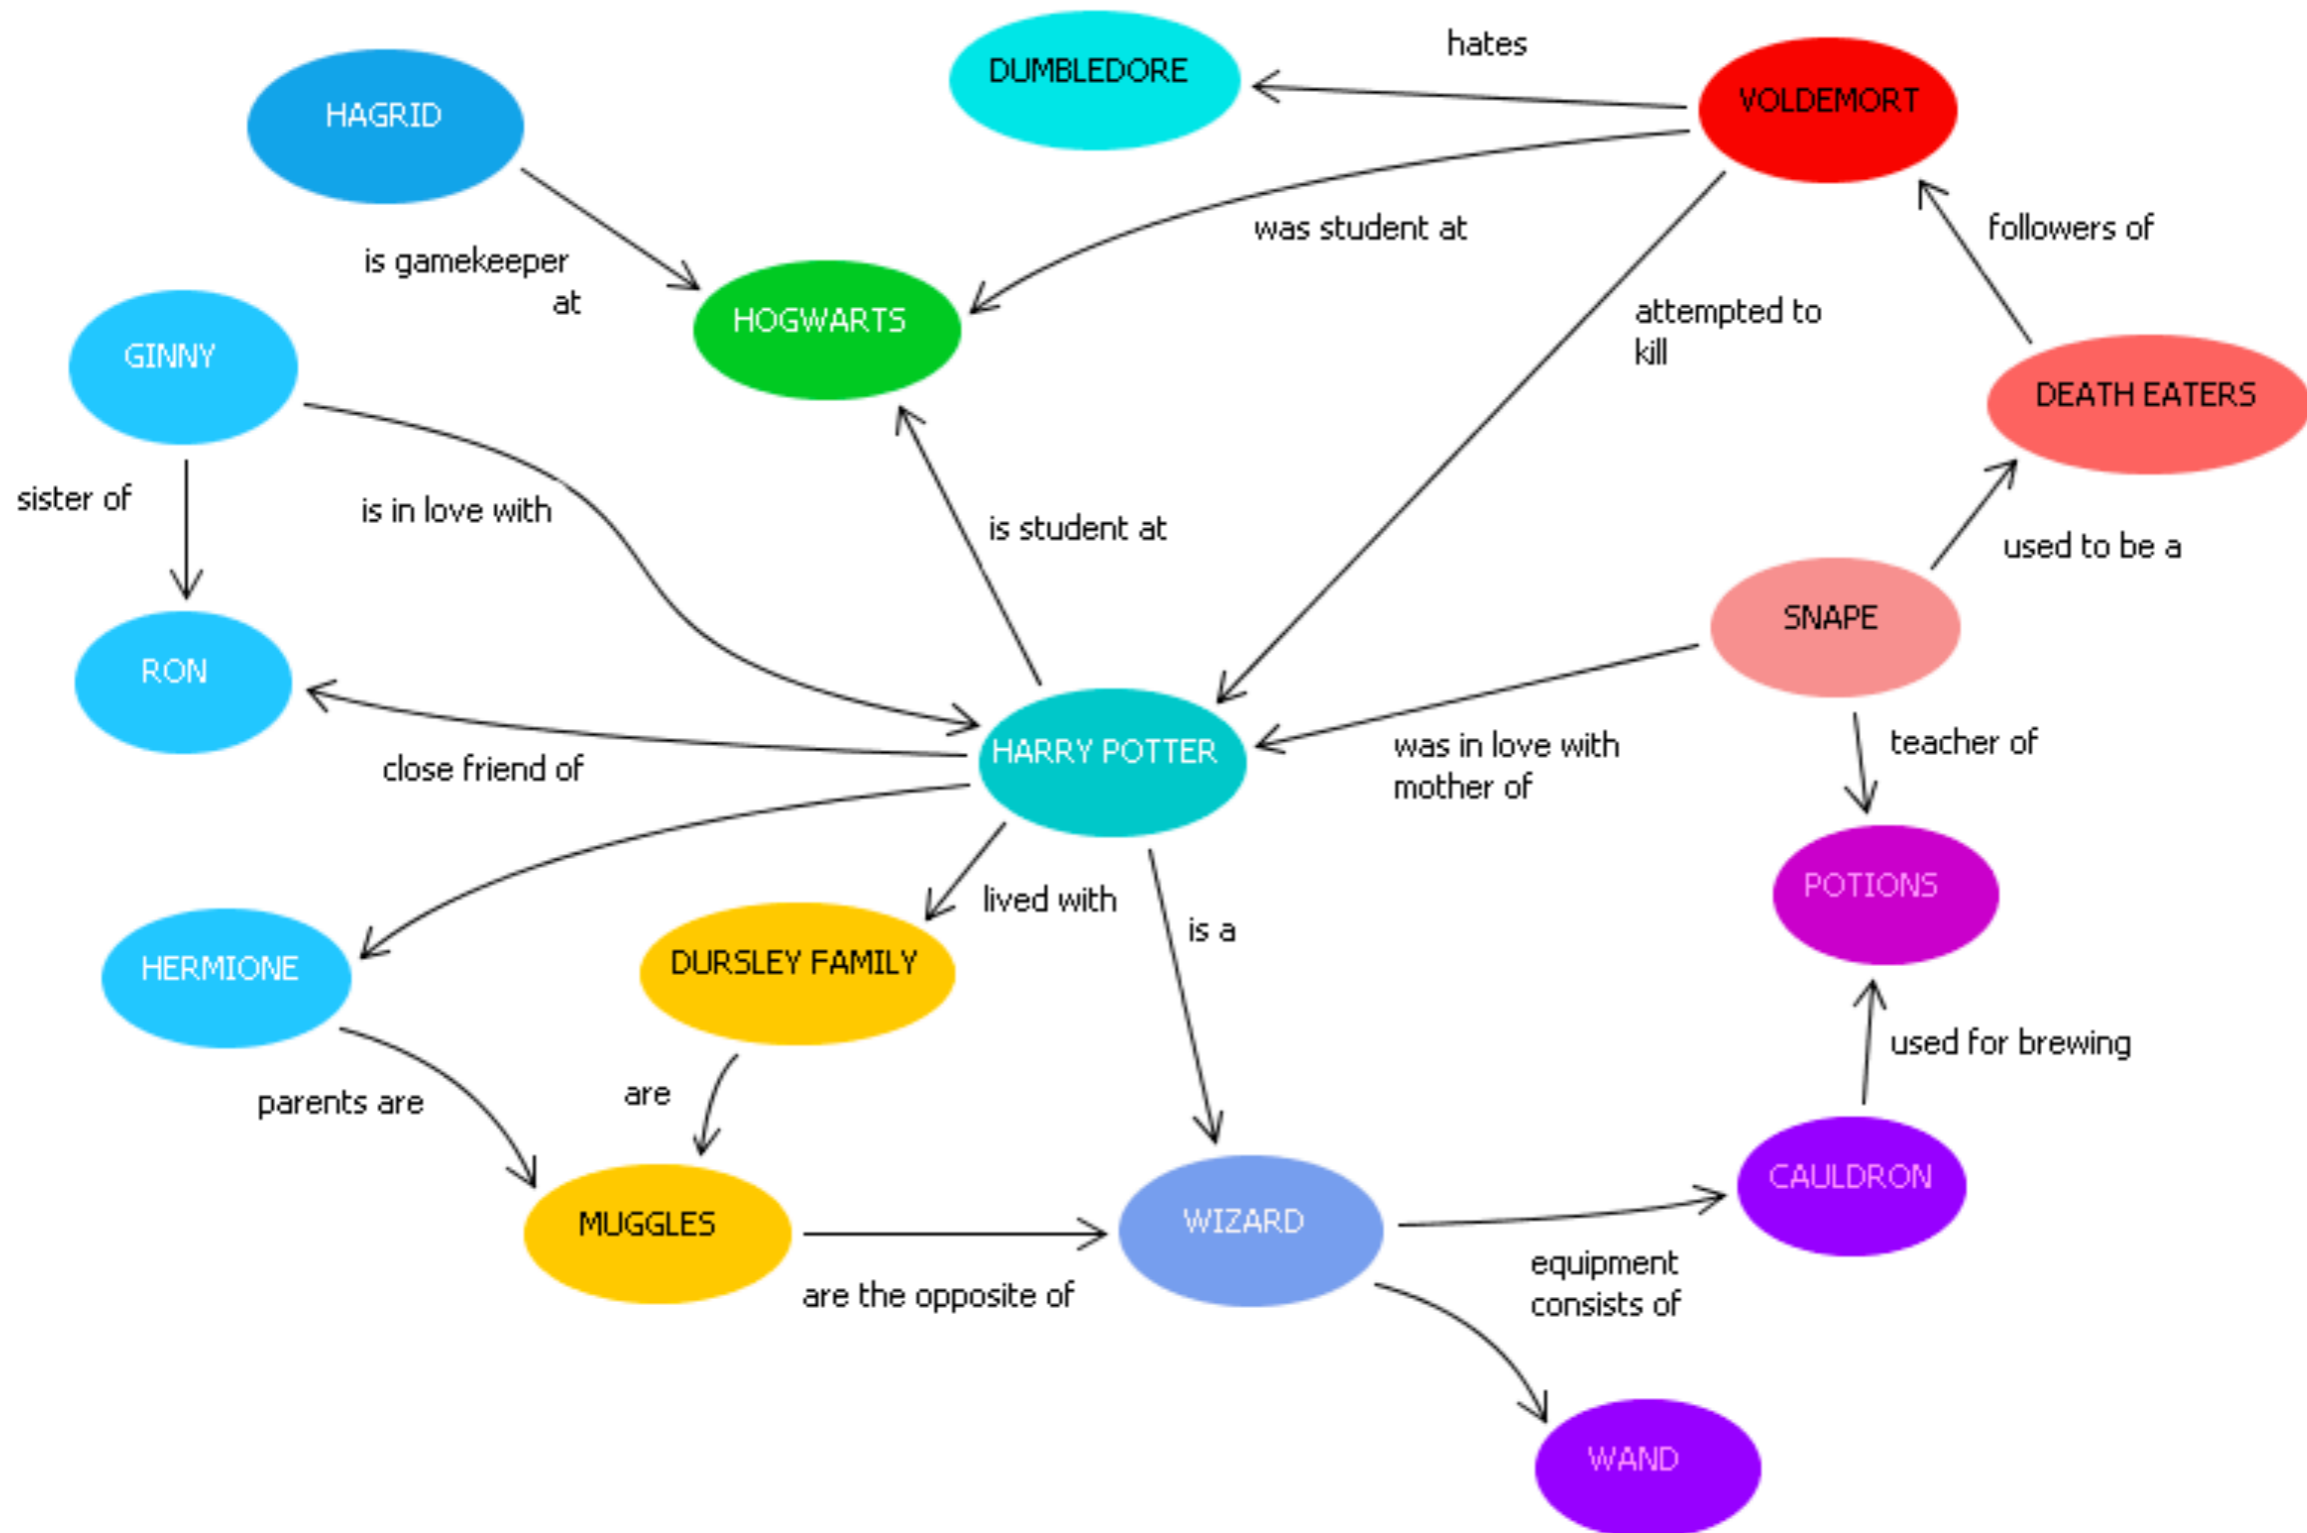 hates
DUMBLEDORE
VOLDEMORT
HAGRID
was student at
followers of
is gamekeeper
at
HOGWARTS
attempted to
kill
GINNY
DEATH EATERS
sister of
is in love with
is student at
used to be a
SNAPE
RON
HARRY POTTER
was in love with
mother of
teacher of
close friend of
POTIONS
lived with
is a
HERMIONE
DURSLEY FAMILY
used for brewing
parents are
are
CAULDRON
MUGGLES
WIZARD
are the opposite of
equipment
consists of
WAND